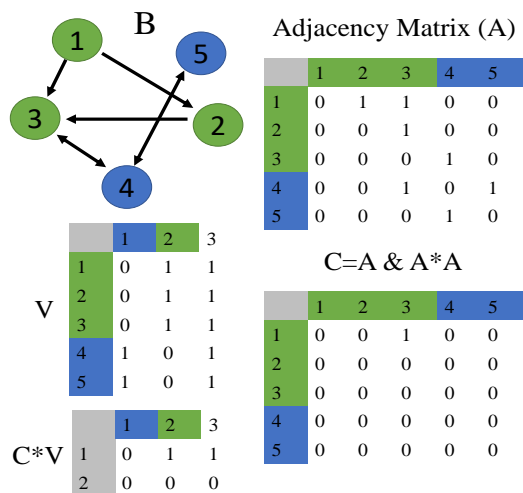 B
1
5
3
2
4
Adjacency Matrix (A)
1 2 3 4 5
1 0 1 1 0 0
2 0 0 1 0 0
3 0 0 0 1 0
4 0 0 1 0 1
5 0 0 0 1 0
V
1 2 3
1 0 1 1
2 0 1 1
3 0 1 1
4 1 0 1
5 1 0 1
C=A & A*A
1 2 3 4 5
1 0 0 1 0 0
2 0 0 0 0 0
3 0 0 0 0 0
4 0 0 0 0 0
5 0 0 0 0 0
C*V
1 2 3
1 0 1 1
2 0 0 0